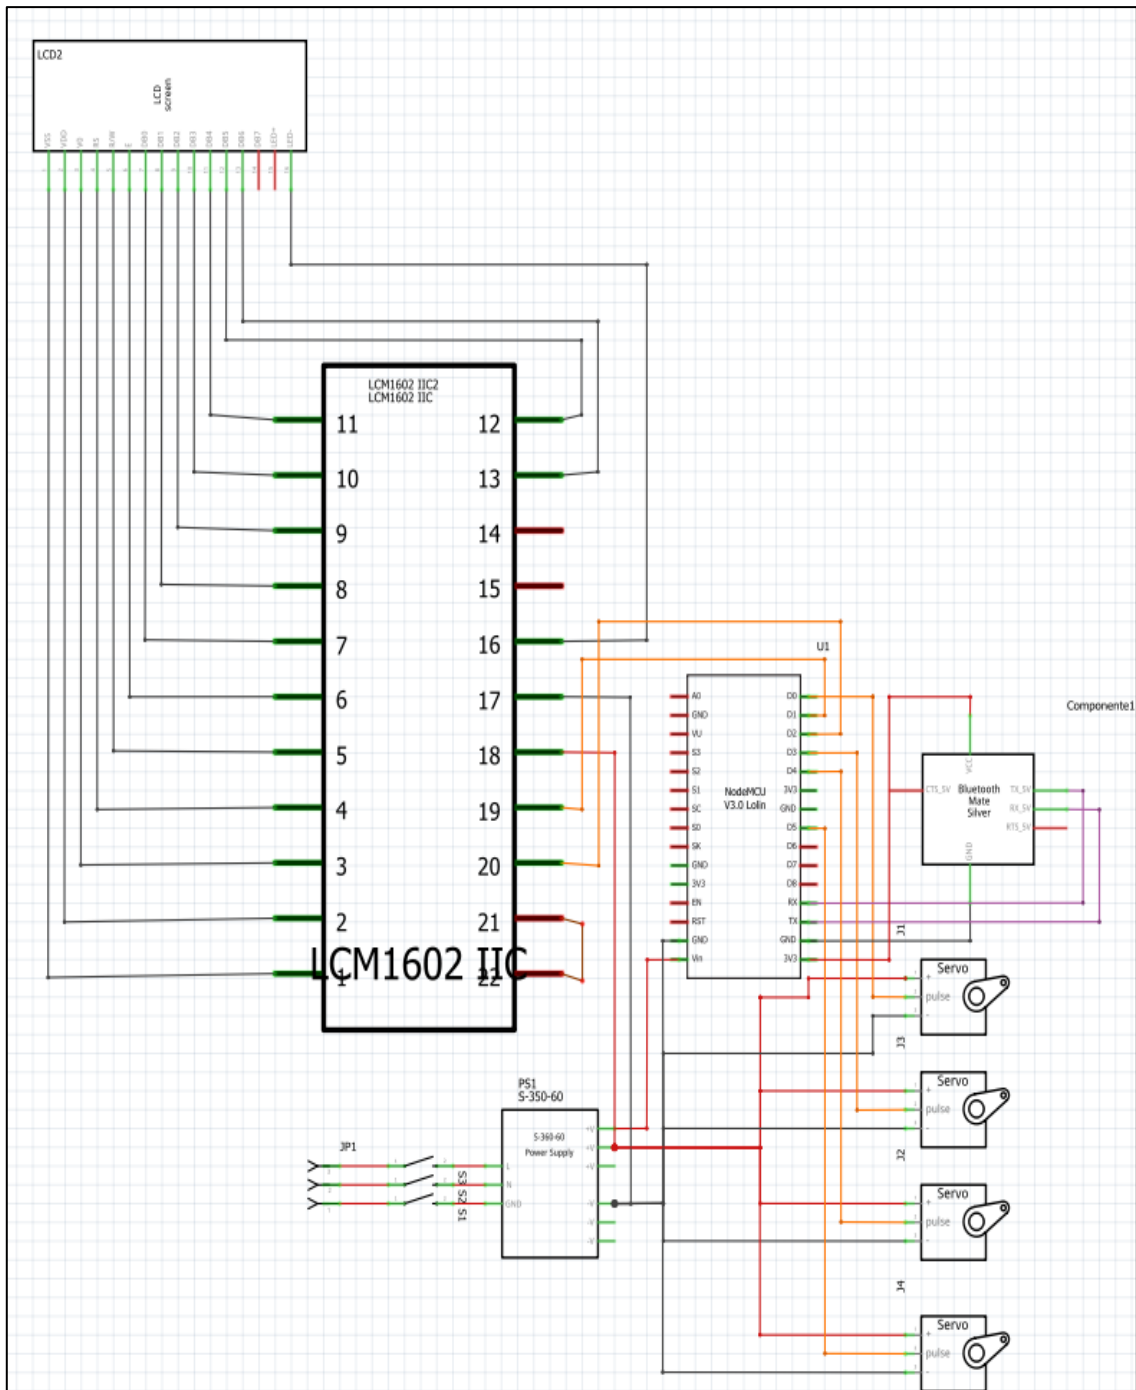 LCD2
LCD
screen
VSS
VDD
V0
RS
R/W
E
DB0
DB1
DB2
DB3
DB4
DB5
DB6
DB7
LED+
LED-
LCM1602 IIC2
LCM1602 IIC
11 12
10 13
9 14
8 15
7 16
6 17
5 18
4 19
3 20
2 21
LCM1602 IIC
1 22
U1
A0 D0
GND D1
VU D2
S3 D3
S2 D4
S1 3V3
SC GND
S0 D5
SK D6
GND D7
3V3 D8
EN RX
RST TX
GND GND
Vin 3V3
NodeMCU
V3.0 Lolin
Componente1
VCC
CTS_5V
Bluetooth
Mate
Silver
TX_5V
RX_5V
RTS_5V
GND
J1
Servo
+
pulse
-
J3
Servo
+
pulse
-
J2
Servo
+
pulse
-
J4
Servo
+
pulse
-
PS1
S-350-60
S-360-60
Power Supply
L
N
GND
+V
+V
+V
-V
-V
-V
JP1
S3
S2
S1